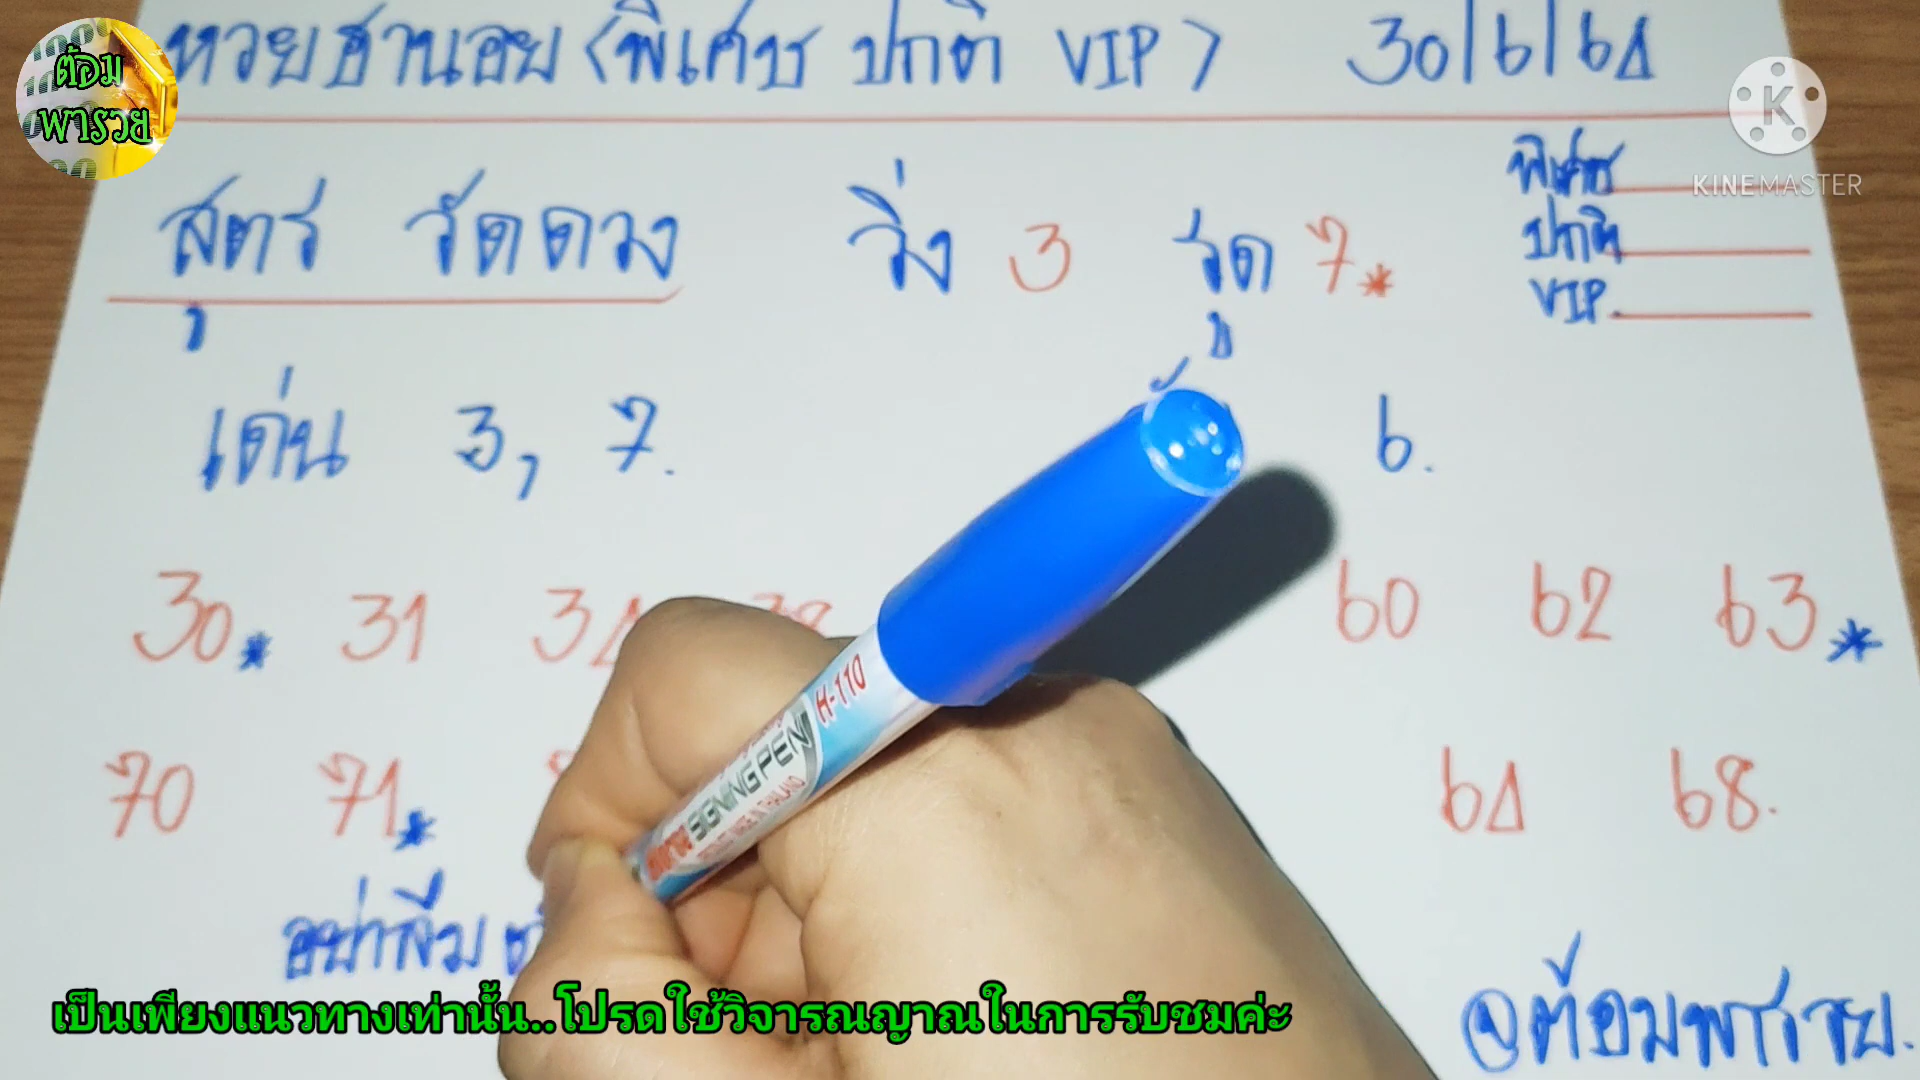 ต้อม
พารวย
หวยฮานอย <พิเศษ ปกติ VIP> 30/6/64
KINEMASTER
พิเศษ
ปกติ
VIP.
สูตร รัดดวง วิ่ง 3 รูด 7*
เด่น 3, 7. 6.
30* 31 34 60 62 63*
70 71* 64 68.
H-110
SIGNING PEN
อย่าลืม
เป็นเพียงแนวทางเท่านั้น..โปรดใช้วิจารณญาณในการรับชมค่ะ
@ต้อมพารวย.